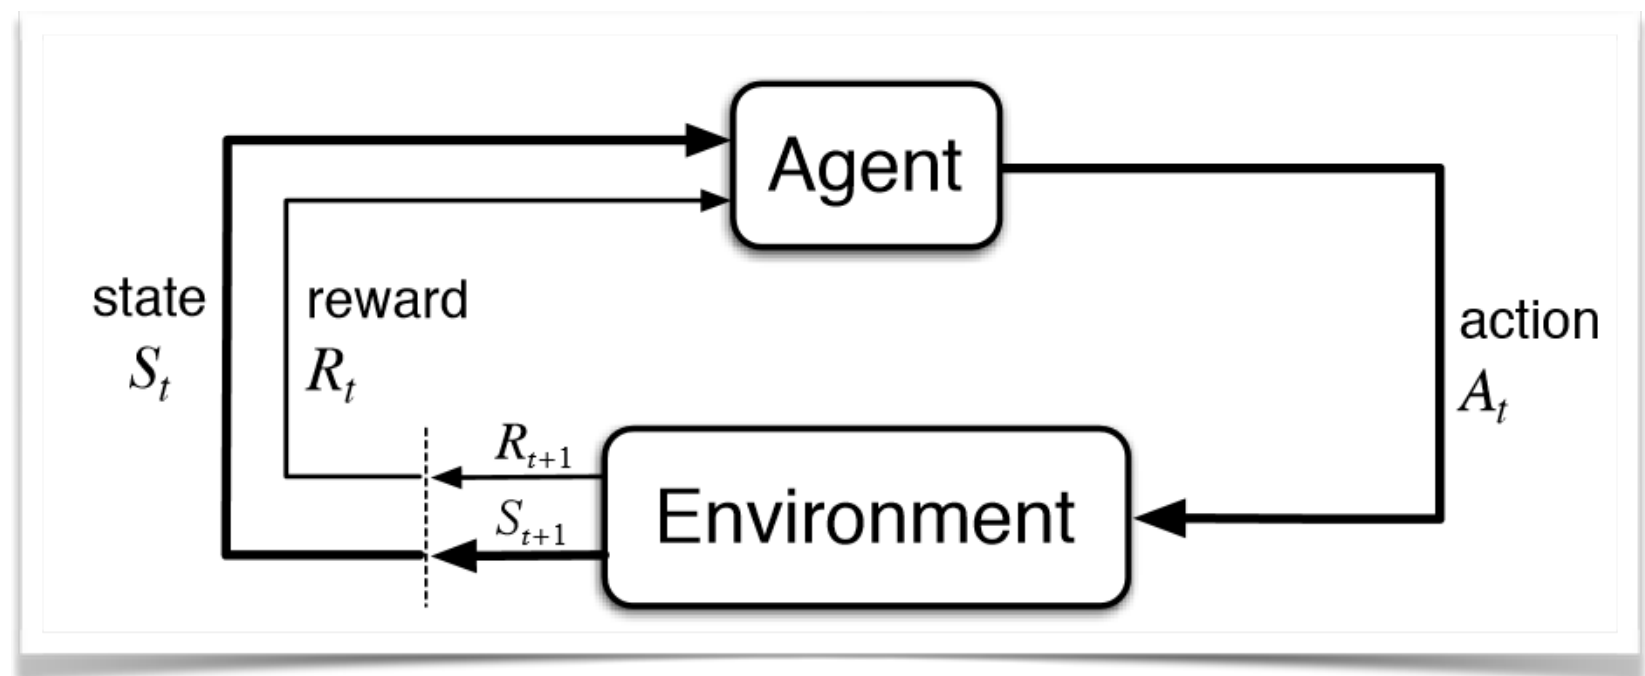 Agent
state
S_t
reward
R_t
action
A_t
R_{t+1}
S_{t+1}
Environment